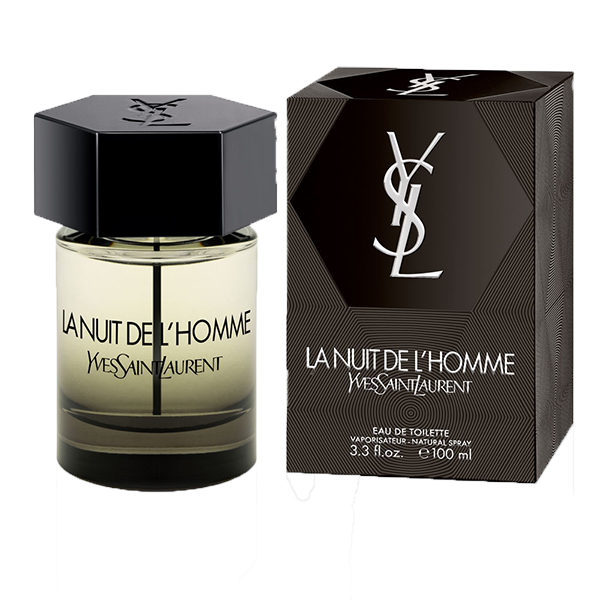 YSL
LA NUIT DE L'HOMME
YVESSAINTLAURENT
YSL
LA NUIT DE L'HOMME
YVESSAINTLAURENT
EAU DE TOILETTE
VAPORISATEUR - NATURAL SPRAY
3.3 fl.oz. ℮100 ml